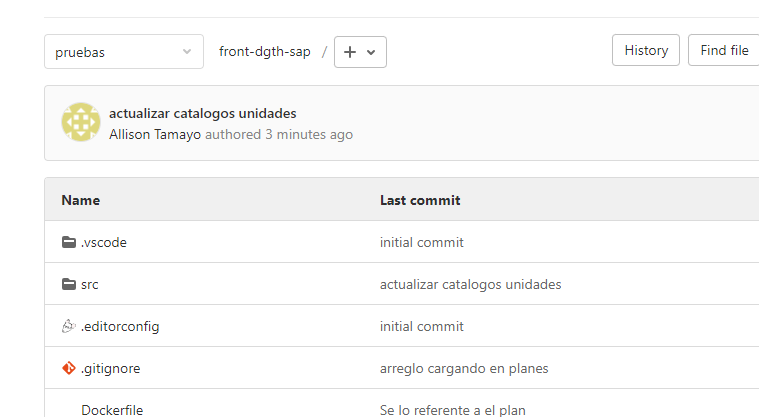 pruebas front-dgth-sap / + History Find file
actualizar catalogos unidades
Allison Tamayo authored 3 minutes ago
Name Last commit
.vscode initial commit
src actualizar catalogos unidades
.editorconfig initial commit
.gitignore arreglo cargando en planes
Dockerfile Se lo referente a el plan